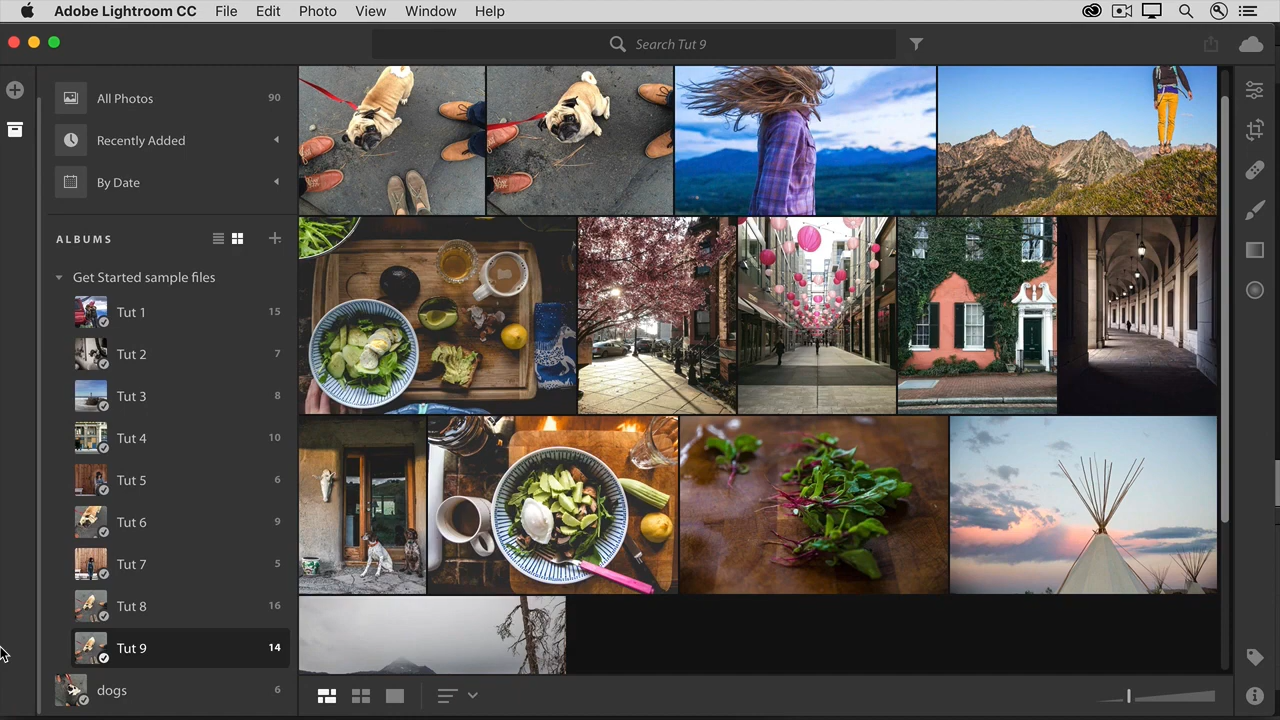 Adobe Lightroom CC File Edit Photo View Window Help
Search Tut 9
All Photos 90
Recently Added
By Date
ALBUMS
Get Started sample files
Tut 1 15
Tut 2 7
Tut 3 8
Tut 4 10
Tut 5 6
Tut 6 9
Tut 7 5
Tut 8 16
Tut 9 14
dogs 6